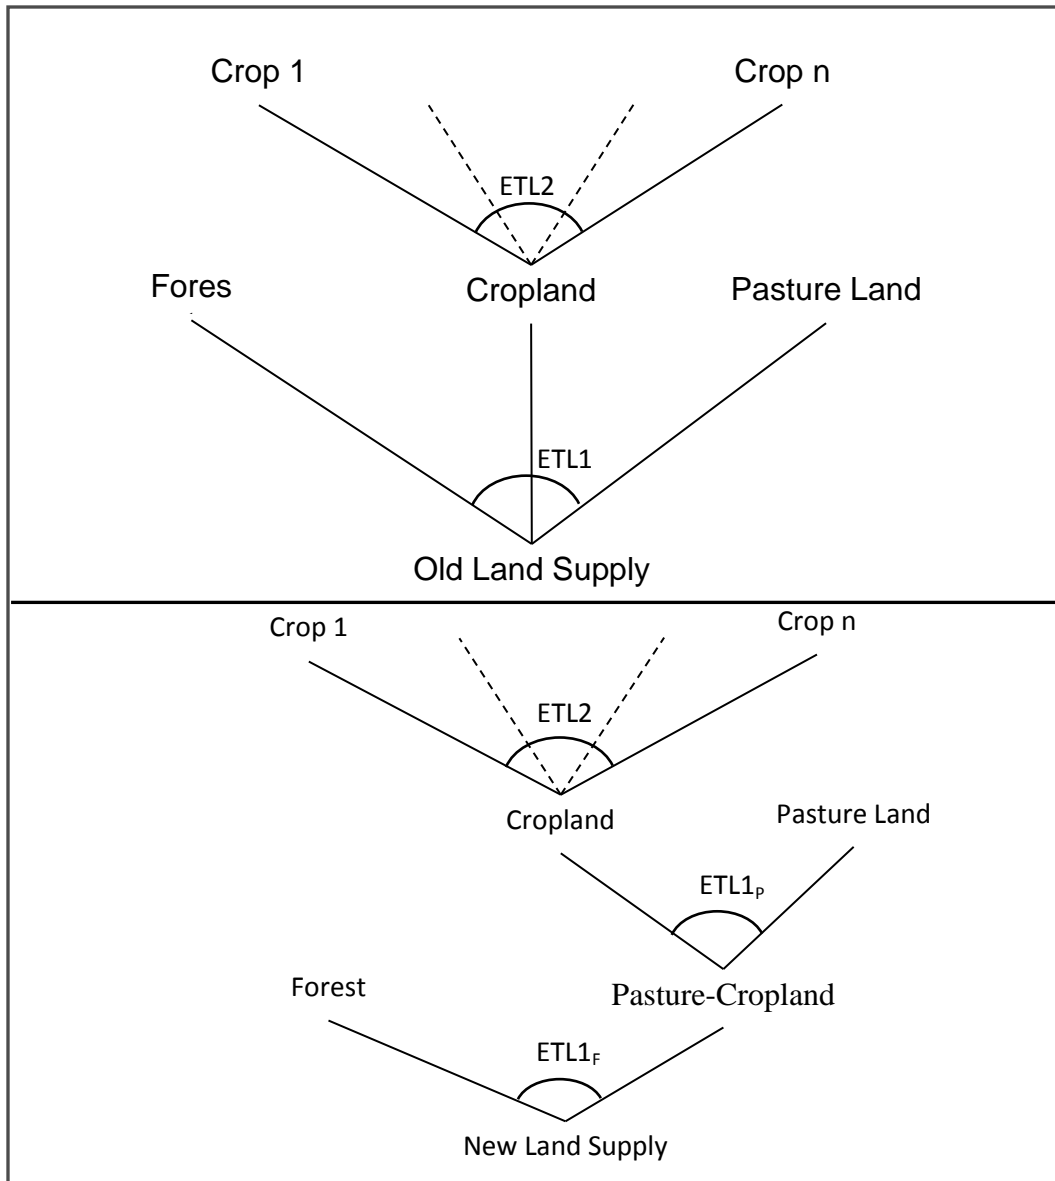 Crop 1 Crop n
ETL2
Fores Cropland Pasture Land
ETL1
Old Land Supply
Crop 1 Crop n
ETL2
Cropland Pasture Land
ETL1P
Forest Pasture-Cropland
ETL1F
New Land Supply